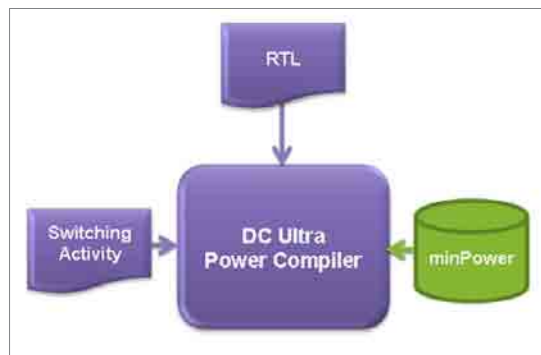 RTL
Switching
Activity
DC Ultra
Power Compiler
minPower